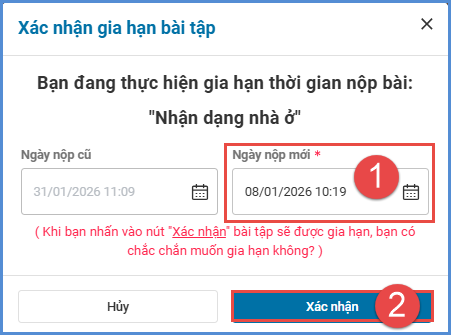 Xác nhận gia hạn bài tập
Bạn đang thực hiện gia hạn thời gian nộp bài:
"Nhận dạng nhà ở"
Ngày nộp cũ
Ngày nộp mới *
31/01/2026 11:09
08/01/2026 10:19
1
( Khi bạn nhấn vào nút "Xác nhận" bài tập sẽ được gia hạn, bạn có
chắc chắn muốn gia hạn không? )
Hủy
Xác nhận
2